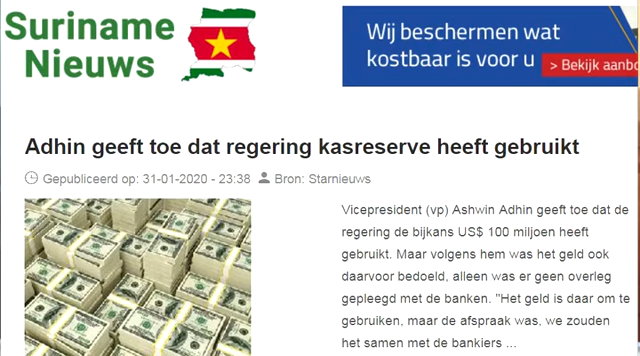 Suriname
Nieuws
Wij beschermen wat
kostbaar is voor u
> Bekijk aanbo
Adhin geeft toe dat regering kasreserve heeft gebruikt
Gepubliceerd op: 31-01-2020 - 23:38 Bron: Starnieuws
Vicepresident (vp) Ashwin Adhin geeft toe dat de
regering de bijkans US$ 100 miljoen heeft
gebruikt. Maar volgens hem was het geld ook
daarvoor bedoeld, alleen was er geen overleg
gepleegd met de banken. "Het geld is daar om te
gebruiken, maar de afspraak was, we zouden
het samen met de bankiers ...